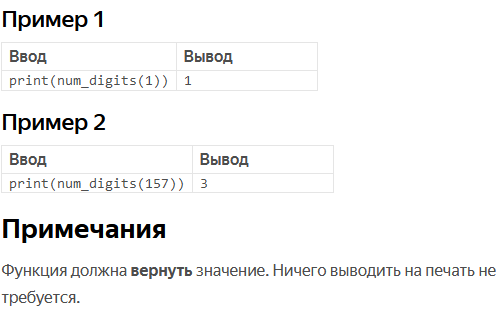 Пример 1
Ввод Вывод
print(num_digits(1)) 1
Пример 2
Ввод Вывод
print(num_digits(157)) 3
Примечания
Функция должна вернуть значение. Ничего выводить на печать не
требуется.